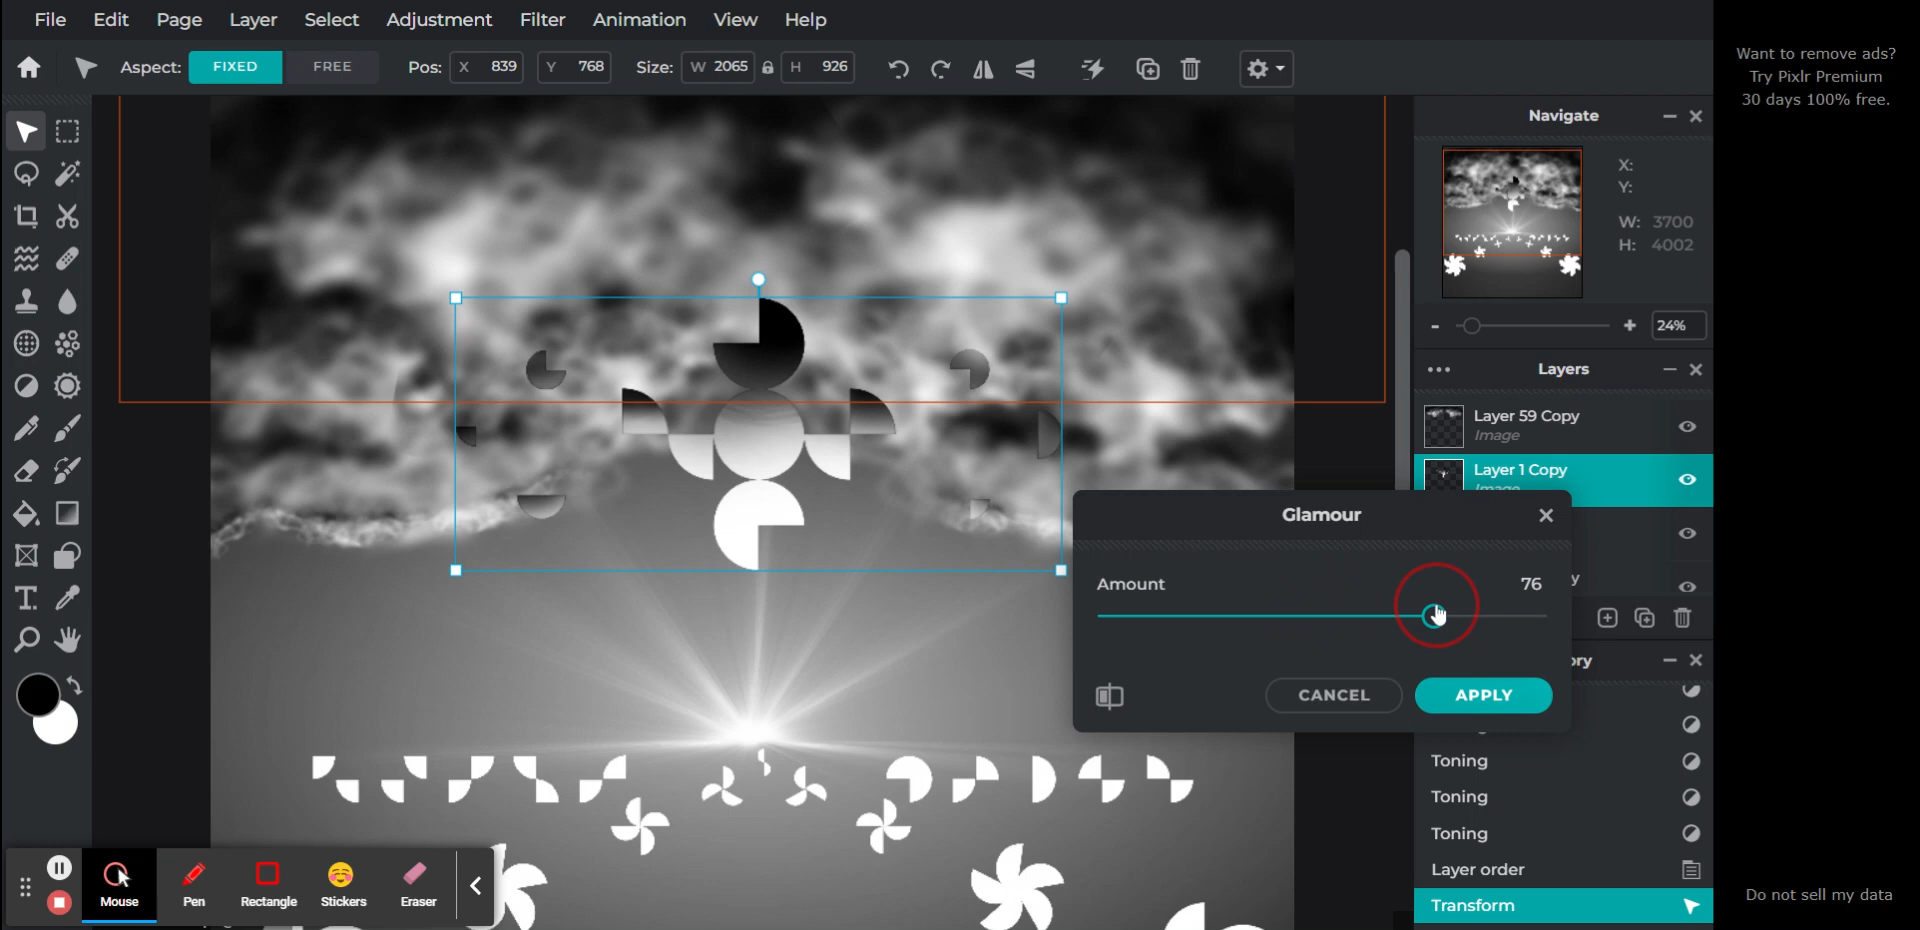 File Edit Page Layer Select Adjustment Filter Animation View Help
Aspect: FIXED FREE Pos: X 839 Y 768 Size: W 2065 H 926
Want to remove ads?
Try Pixlr Premium
30 days 100% free.
Navigate
X:
Y:
W: 3700
H: 4002
- + 24%
Layers
Layer 59 Copy
Image
Layer 1 Copy
Image
Glamour
Amount 76
CANCEL APPLY
Toning
Toning
Toning
Layer order
Transform
Mouse Pen Rectangle Stickers Eraser
Do not sell my data